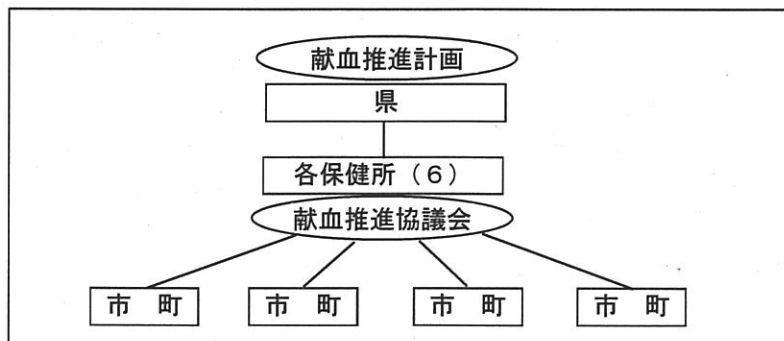 献血推進計画
県
各保健所（６）
献血推進協議会
市　町
市　町
市　町
市　町